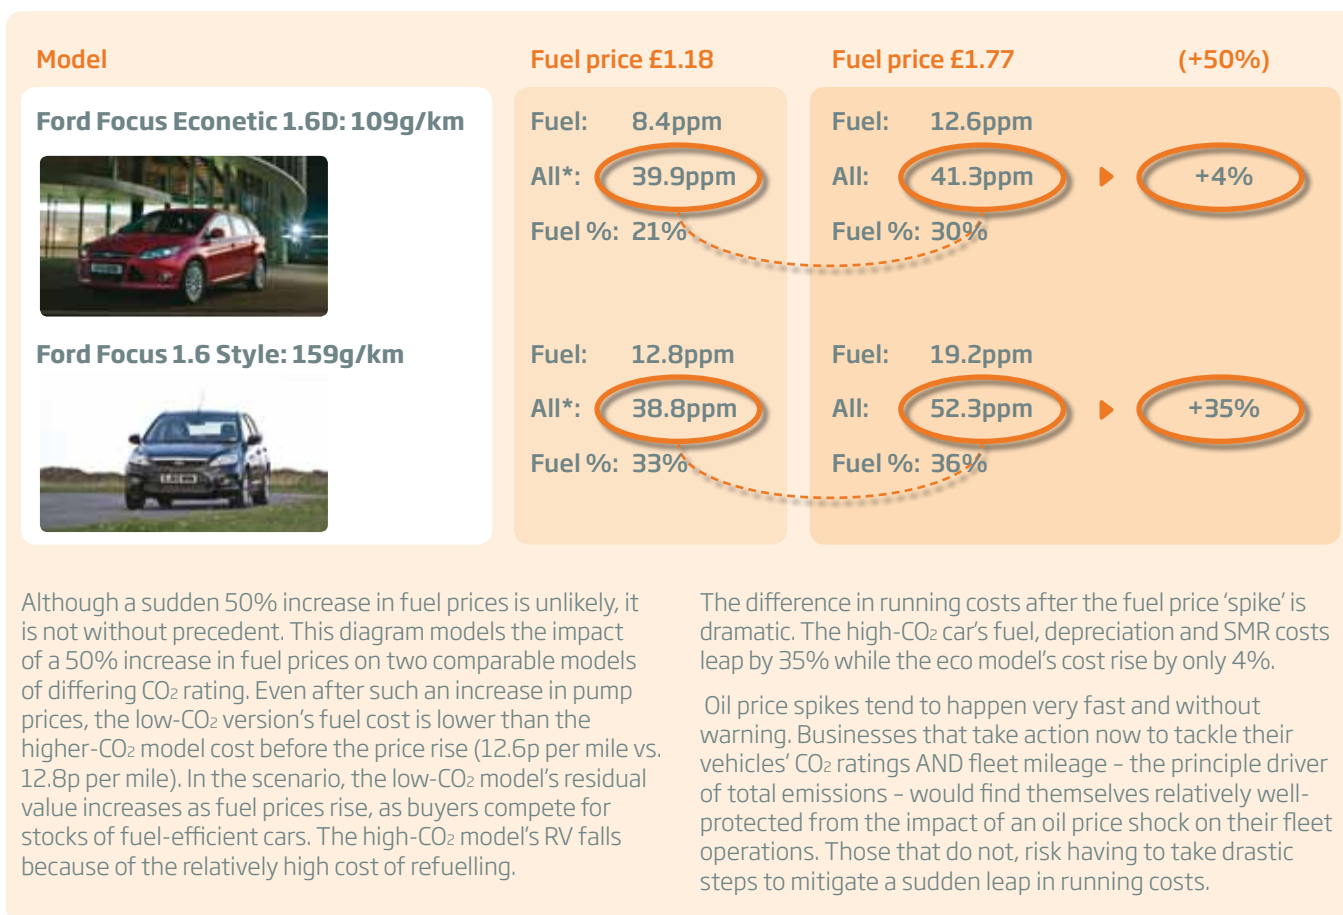 Model Fuel price £1.18 Fuel price £1.77 (+50%)
Ford Focus Econetic 1.6D: 109g/km Fuel: 8.4ppm Fuel: 12.6ppm
All*: 39.9ppm All: 41.3ppm +4%
Fuel %: 21% Fuel %: 30%
Ford Focus 1.6 Style: 159g/km Fuel: 12.8ppm Fuel: 19.2ppm
All*: 38.8ppm All: 52.3ppm +35%
Fuel %: 33% Fuel %: 36%
Although a sudden 50% increase in fuel prices is unlikely, it
is not without precedent. This diagram models the impact
of a 50% increase in fuel prices on two comparable models
of differing CO2 rating. Even after such an increase in pump
prices, the low-CO2 version's fuel cost is lower than the
higher-CO2 model cost before the price rise (12.6p per mile vs.
12.8p per mile). In the scenario, the low-CO2 model's residual
value increases as fuel prices rise, as buyers compete for
stocks of fuel-efficient cars. The high-CO2 model's RV falls
because of the relatively high cost of refuelling.
The difference in running costs after the fuel price 'spike' is
dramatic. The high-CO2 car's fuel, depreciation and SMR costs
leap by 35% while the eco model's cost rise by only 4%.
Oil price spikes tend to happen very fast and without
warning. Businesses that take action now to tackle their
vehicles' CO2 ratings AND fleet mileage – the principle driver
of total emissions – would find themselves relatively well-
protected from the impact of an oil price shock on their fleet
operations. Those that do not, risk having to take drastic
steps to mitigate a sudden leap in running costs.